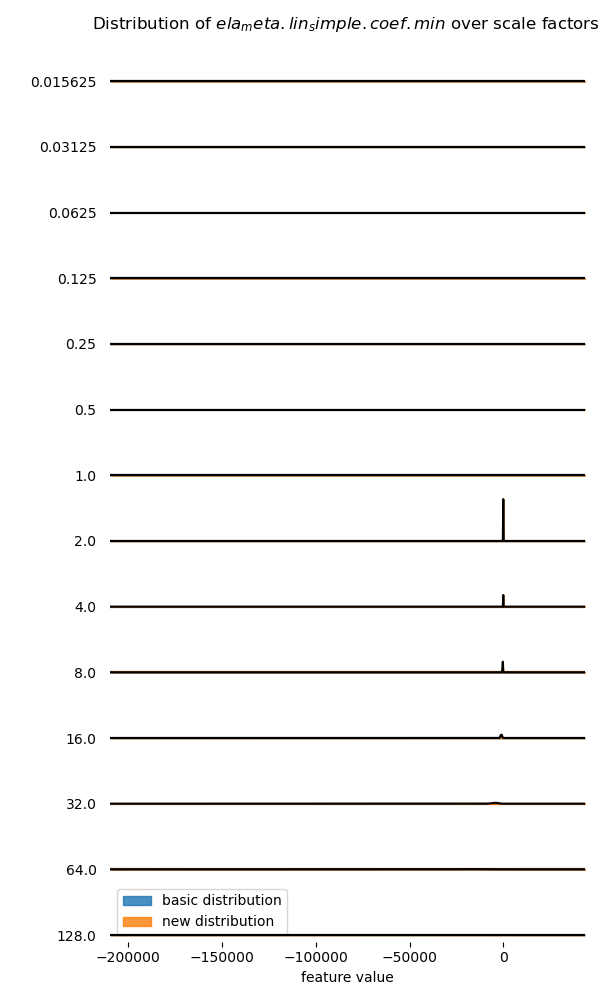 Distribution of elaₘeta.linₛimple.coef.min over scale factors
0.015625
0.03125
0.0625
0.125
0.25
0.5
1.0
2.0
4.0
8.0
16.0
32.0
64.0
basic distribution
new distribution
128.0
−200000 −150000 −100000 −50000 0
feature value